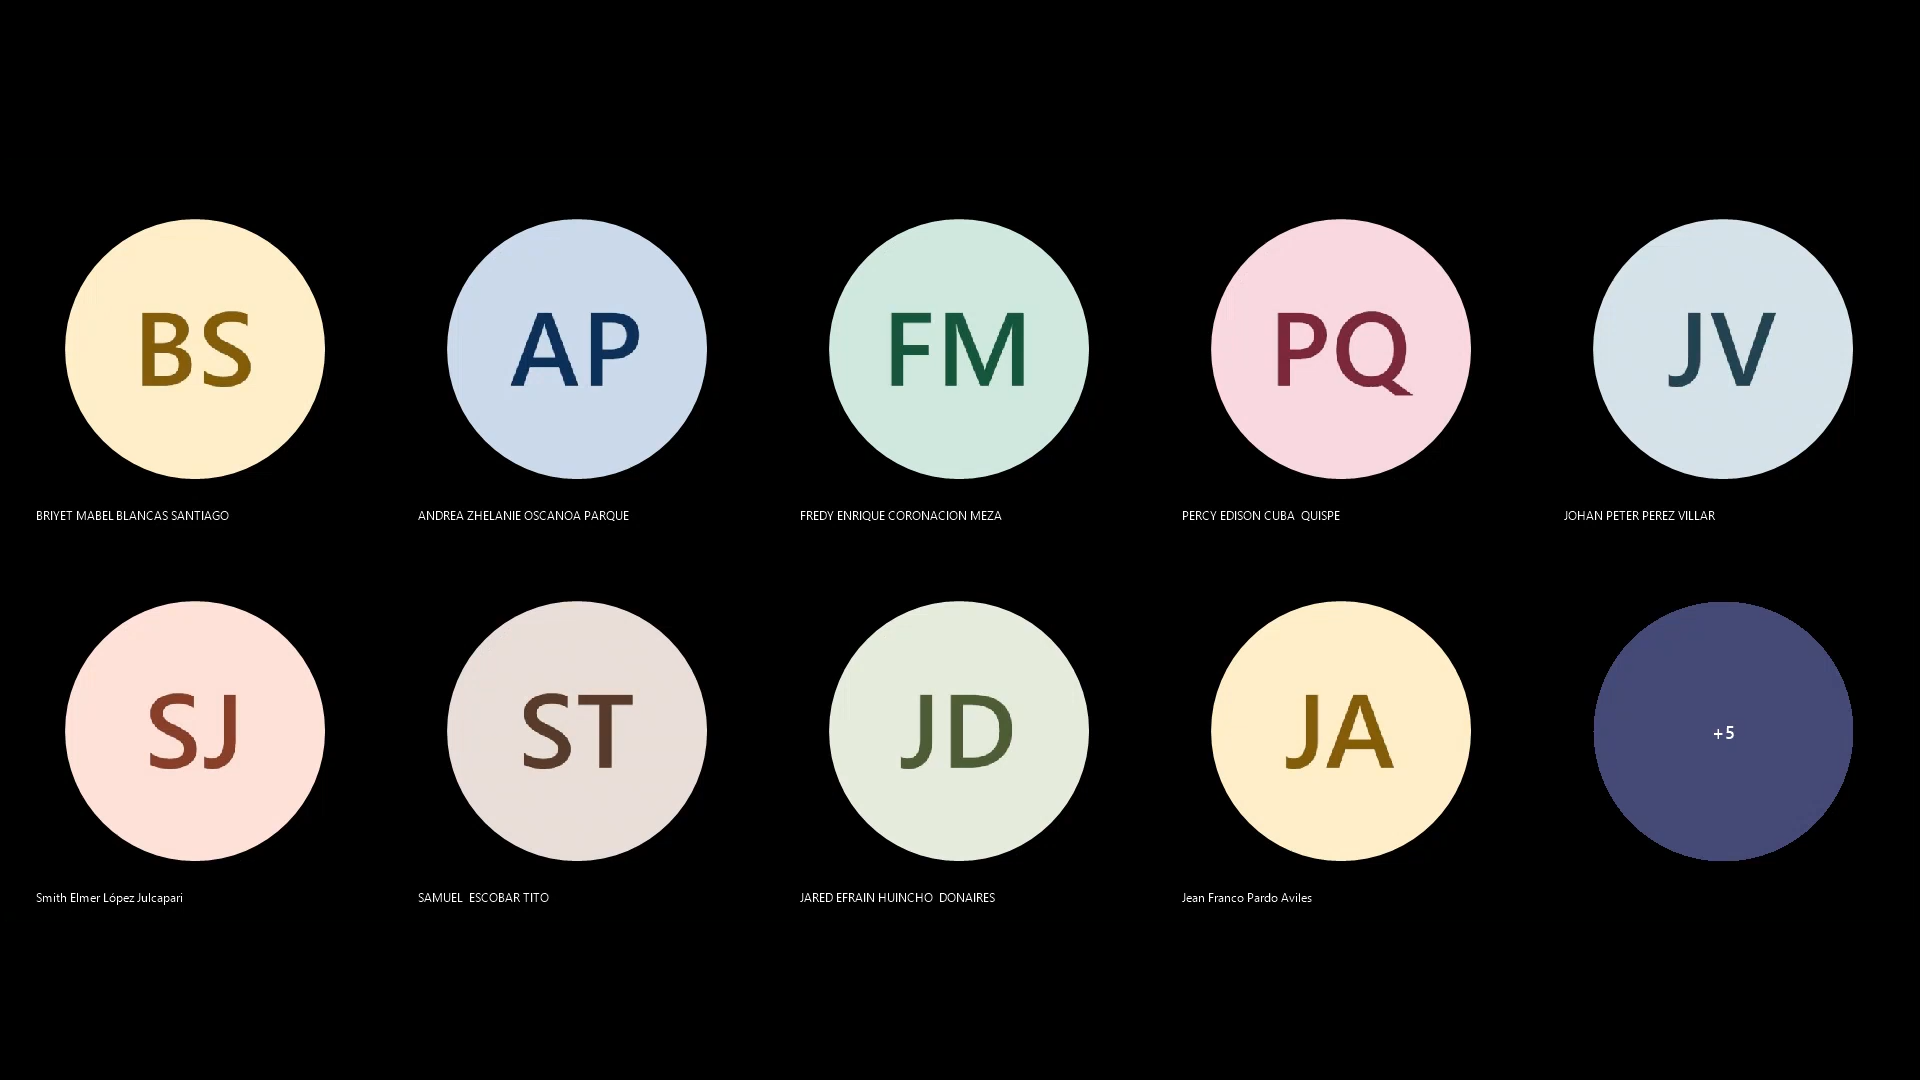 BS
AP
FM
PQ
JV
BRIYET MABEL BLANCAS SANTIAGO
ANDREA ZHELANIE OSCANOA PARQUE
FREDY ENRIQUE CORONACION MEZA
PERCY EDISON CUBA  QUISPE
JOHAN PETER PEREZ VILLAR
SJ
ST
JD
JA
+5
Smith Elmer López Julcapari
SAMUEL  ESCOBAR TITO
JARED EFRAIN HUINCHO  DONAIRES
Jean Franco Pardo Aviles